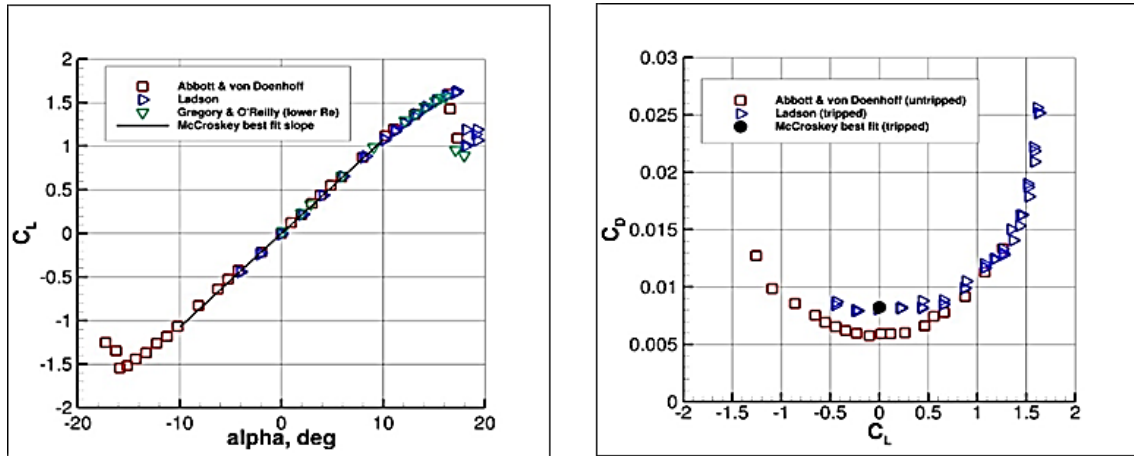 2
1.5
1
0.5
0
-0.5
-1
-1.5
-2
C_L
Abbott & von Doenhoff
Ladson
Gregory & O'Reilly (lower Re)
McCroskey best fit slope
-20 -10 0 10 20
alpha, deg
0.03
0.025
0.02
0.015
0.01
0.005
0
C_D
Abbott & von Doenhoff (untripped)
Ladson (tripped)
McCroskey best fit (tripped)
-2 -1.5 -1 -0.5 0 0.5 1 1.5 2
C_L